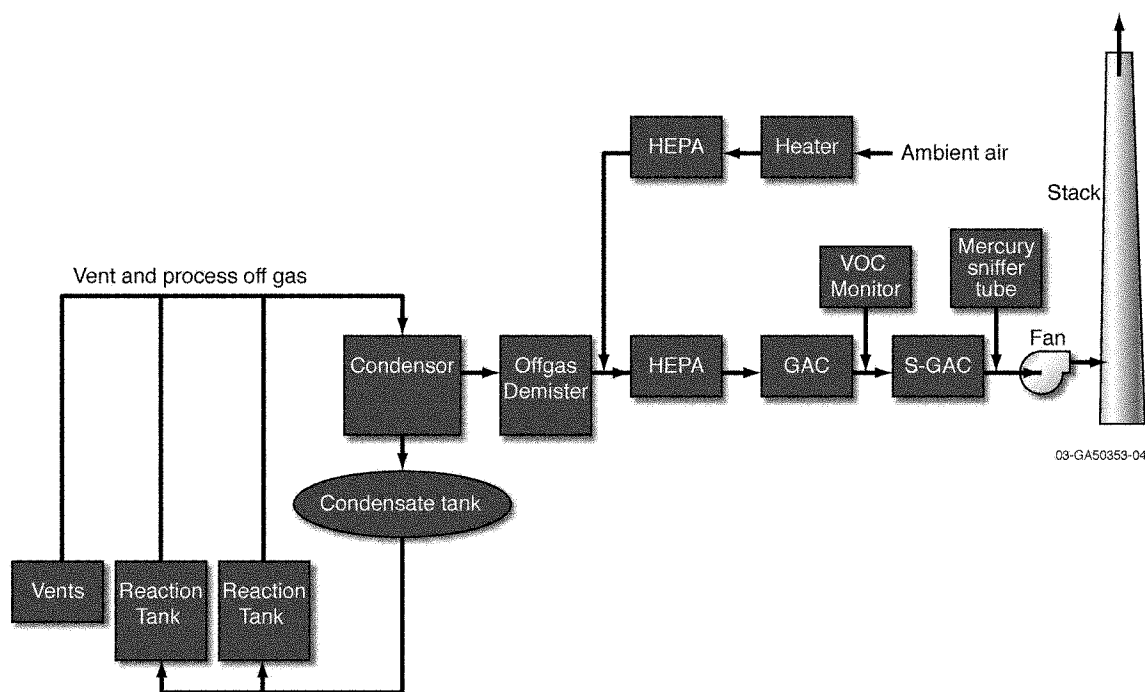 HEPA
Heater
Ambient air
Stack
VOC
Monitor
Mercury
sniffer
tube
Vent and process off gas
Fan
Condensor
Offgas
Demister
HEPA
GAC
S-GAC
03-GA50353-04
Condensate tank
Vents
Reaction
Tank
Reaction
Tank